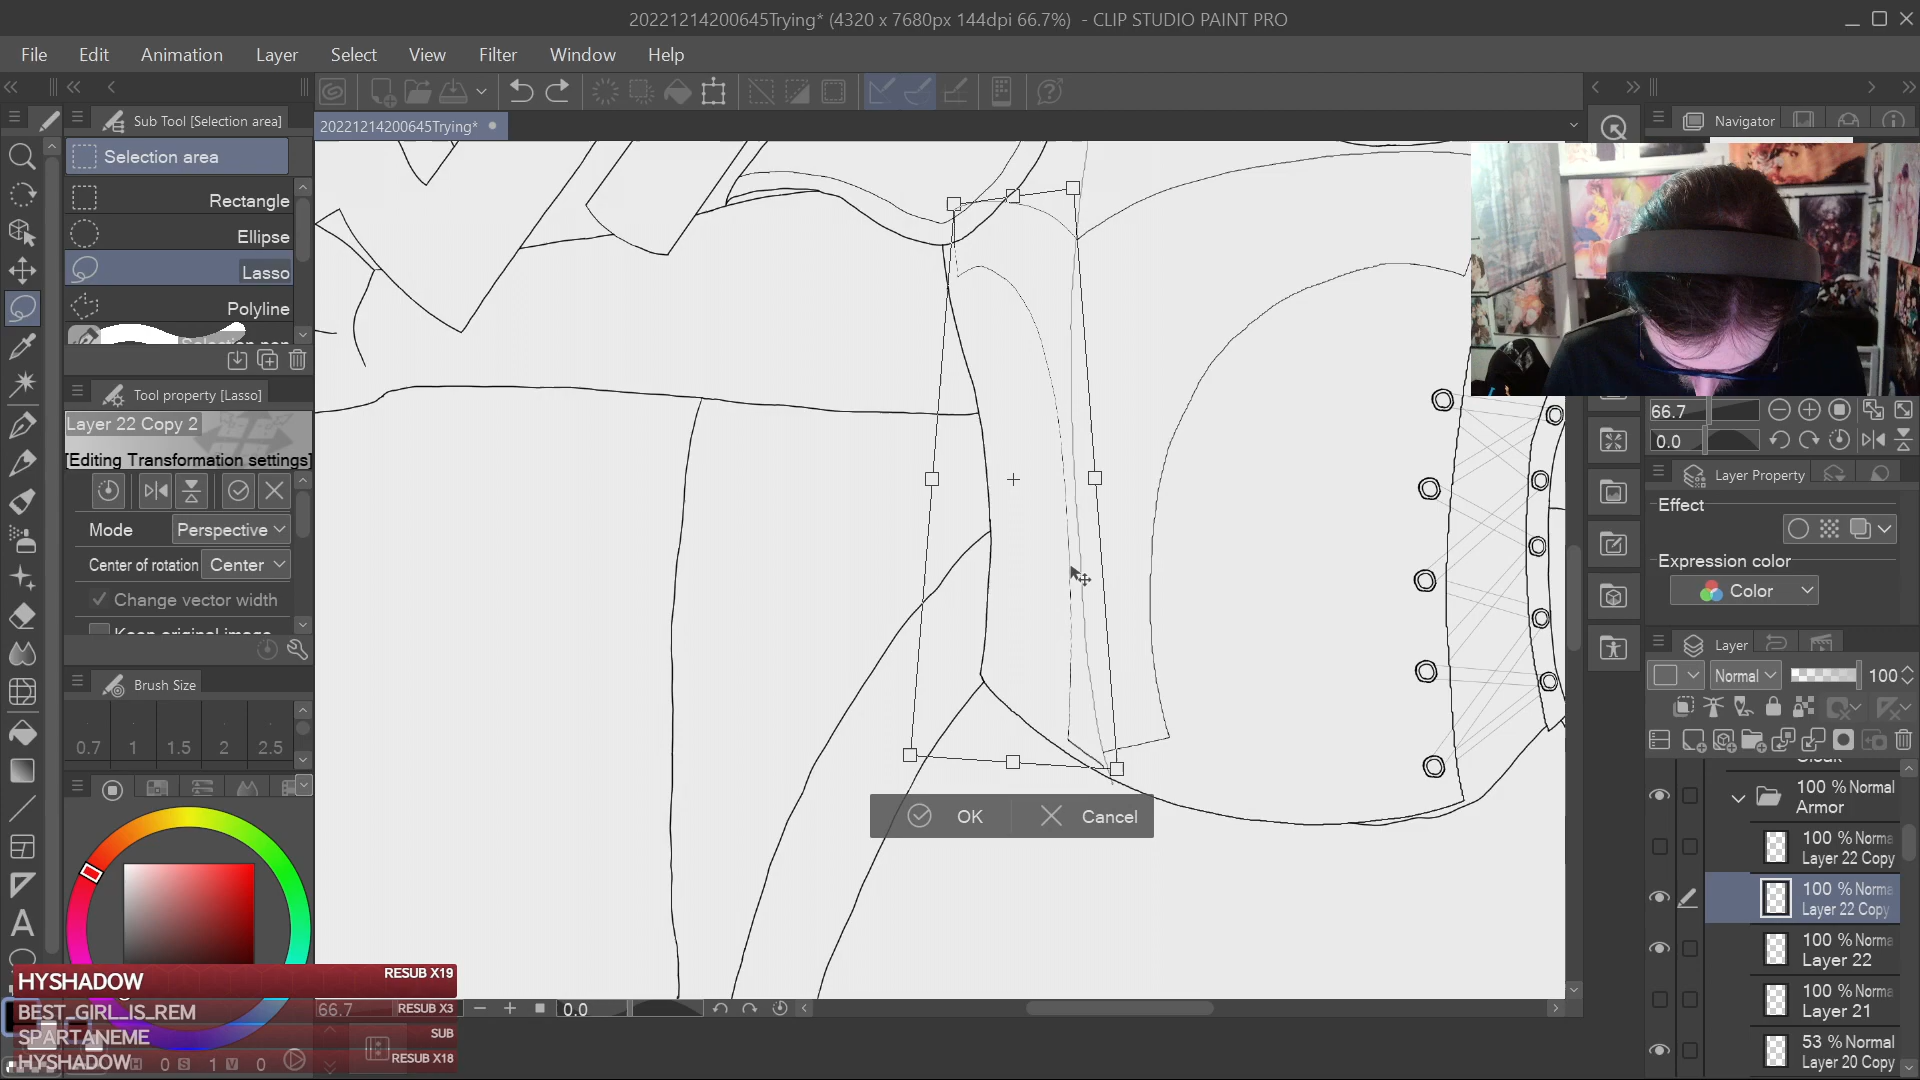 20221214200645Trying* (4320 x 7680px 144dpi 66.7%) - CLIP STUDIO PAINT PRO
File Edit Animation Layer Select View Filter Window Help
Sub Tool [Selection area]
20221214200645Trying*
Navigator
Selection area
Rectangle
Ellipse
Lasso
Polyline
Tool property [Lasso]
Layer 22 Copy 2
[Editing Transformation settings]
Mode Perspective
Center of rotation Center
Change vector width
Keep original image
Brush Size
0.7 1 1.5 2 2.5
OK Cancel
66.7
0.0
Layer Property
Effect
Expression color
Color
Layer
Normal 100
100 % Normal
Armor
100 % Norma
Layer 22 Copy
100 % Norma
Layer 22 Copy
100 % Norma
Layer 22
100 % Norma
Layer 21
53 % Normal
Layer 20 Copy
66.7 0.0
HYSHADOW RESUB X19
BEST_GIRL_IS_REM RESUB X3
SPARTANEME SUB
HYSHADOW RESUB X18
H 0 S 1 V 0